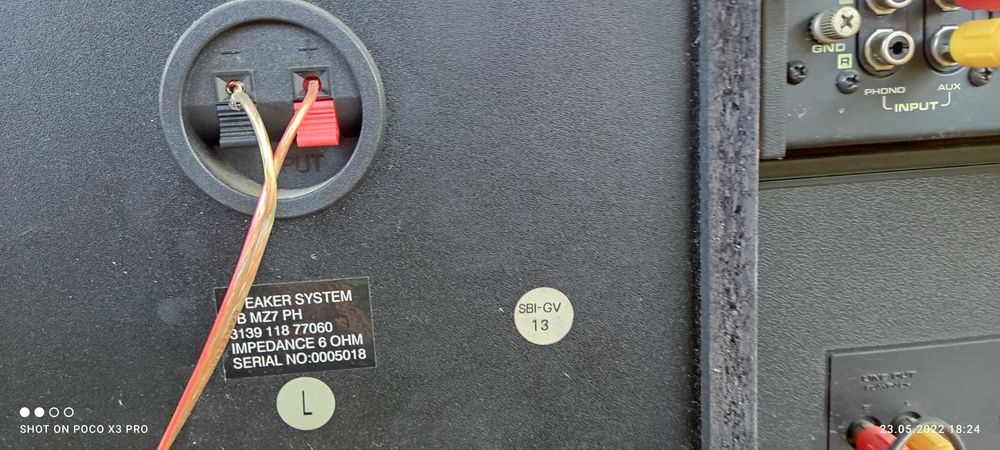 GND
R
PHONO
AUX
INPUT
EAKER SYSTEM
B MZ7 PH
3139 118 77060
IMPEDANCE 6 OHM
SERIAL NO:0005018
SBI-GV
13
L
SHOT ON POCO X3 PRO
23.05.2022 18:24